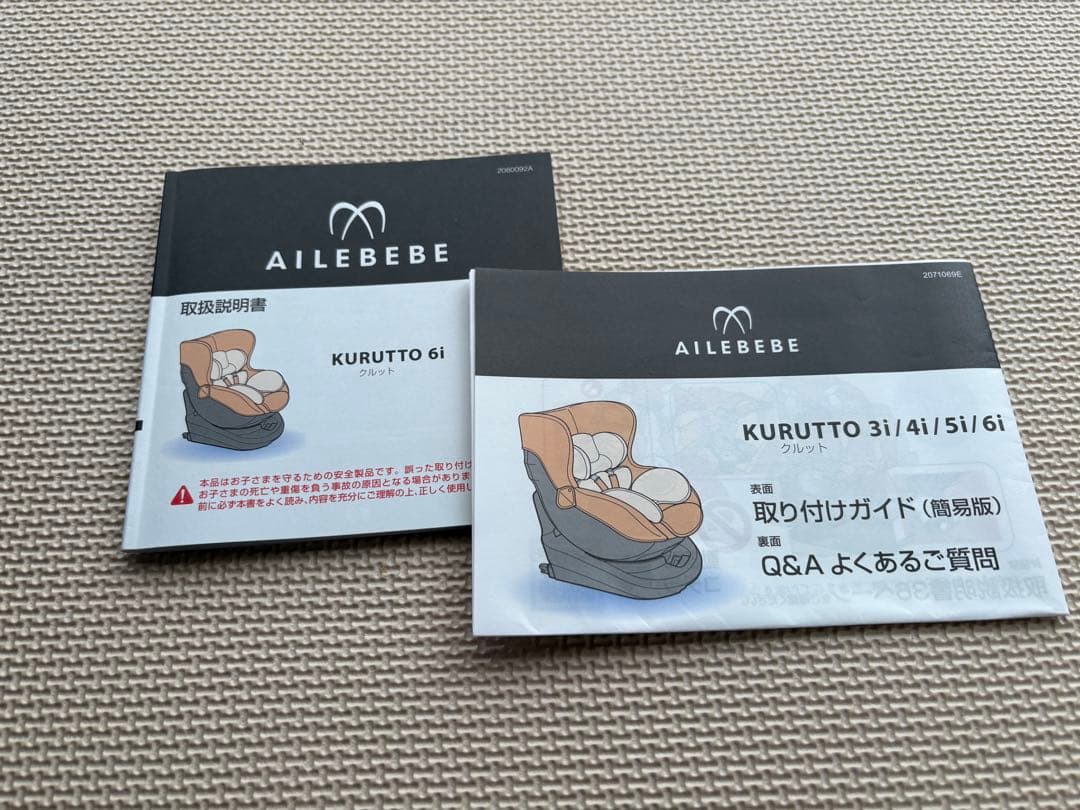 2060092A
AILEBEBE
取扱説明書
KURUTTO 6i
クルット
本品はお子さまを守るための安全製品です。誤った取り付け
お子さまの死亡や重傷を負う事故の原因となる場合がありま
前に必ず本書をよく読み、内容を充分にご理解の上、正しく使用し
2071069E
AILEBEBE
KURUTTO 3i/4i/5i/6i
クルット
表面
取り付けガイド(簡易版)
裏面
Q&A よくあるご質問